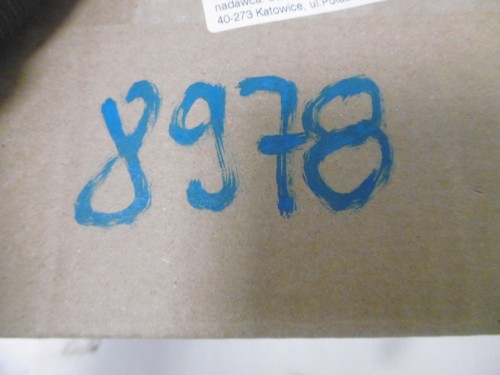 nadawca:
40-273 Katowice, ul.
8978